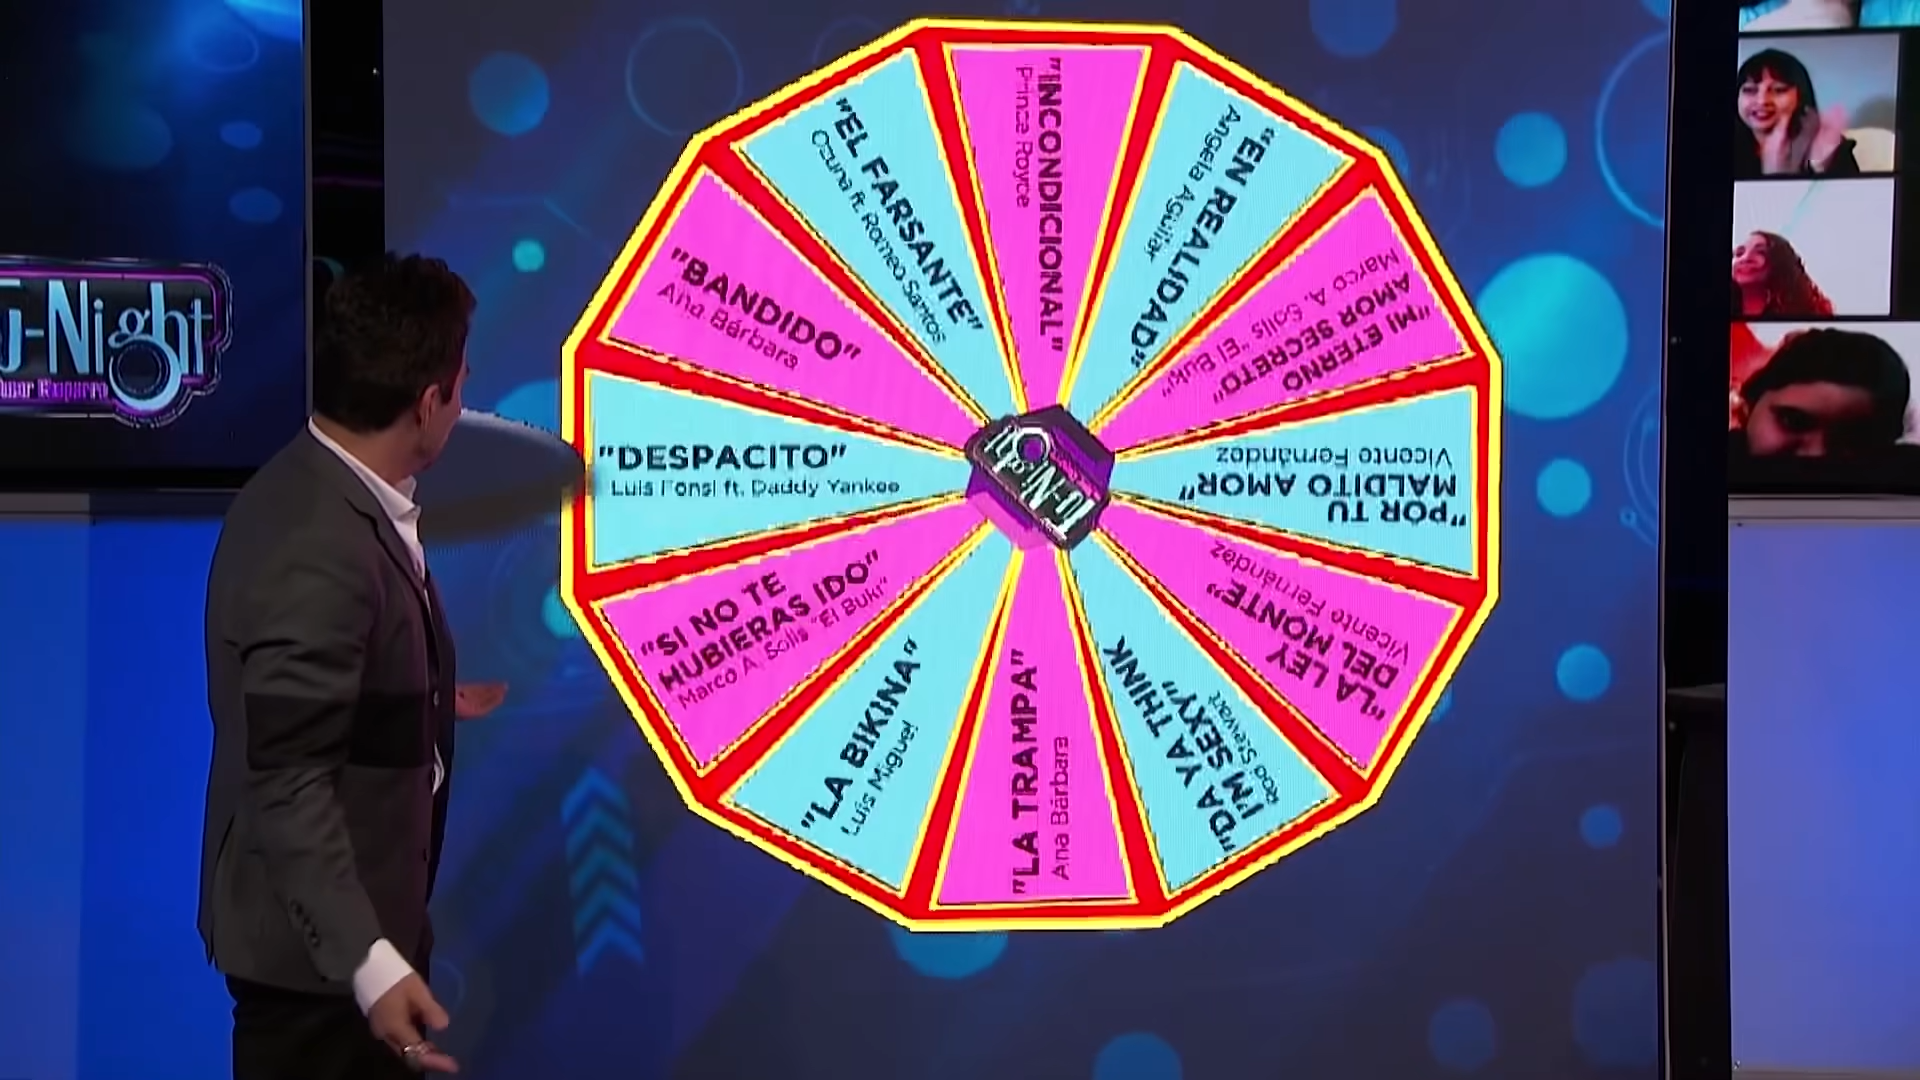 "INCONDICIONAL"
Prince Royce
"EN REALIDAD"
Angela Aguilar
"MI ETERNO
AMOR SECRETO"
Marco A. Solís "El Buki"
"POR TU
MALDITO AMOR"
Vicente Fernández
"LA LEY
DEL MONTE"
Vicente Fernández
"DA YA THINK
I'M SEXY"
Rod Stewart
"LA TRAMPA"
Ana Bárbara
"LA BIKINA"
Luis Miguel
"SI NO TE
HUBIERAS IDO"
Marco A. Solís "El Buki"
"DESPACITO"
Luis Fonsi ft. Daddy Yankee
"BANDIDO"
Ana Bárbara
"EL FARSANTE"
Ozuna ft. Romeo Santos
-Night